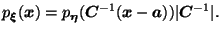 p_ξ(x) = p_η(C⁻¹(x − a))|C⁻¹|.